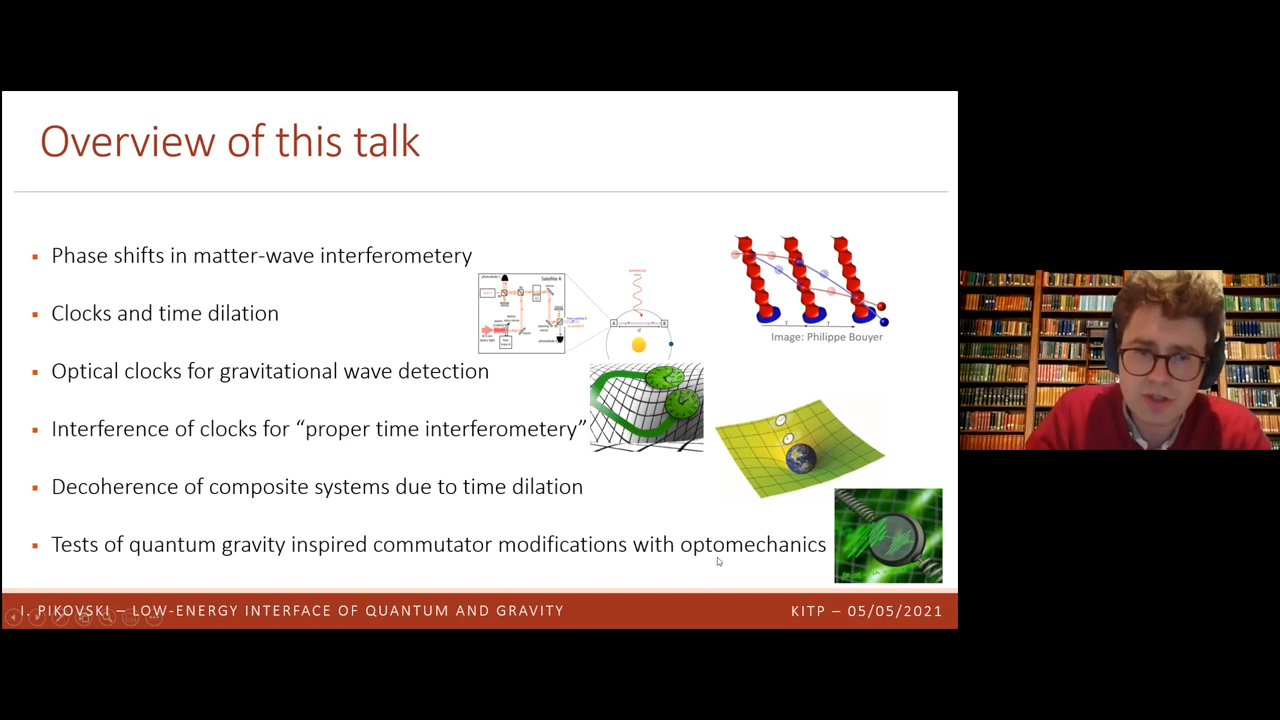 Overview of this talk
Phase shifts in matter-wave interferometery
Clocks and time dilation
Optical clocks for gravitational wave detection
Interference of clocks for “proper time interferometery”
Decoherence of composite systems due to time dilation
Tests of quantum gravity inspired commutator modifications with optomechanics
Satellite A
A
B
d
Image: Philippe Bouyer
I. PIKOVSKI – LOW-ENERGY INTERFACE OF QUANTUM AND GRAVITY
KITP – 05/05/2021